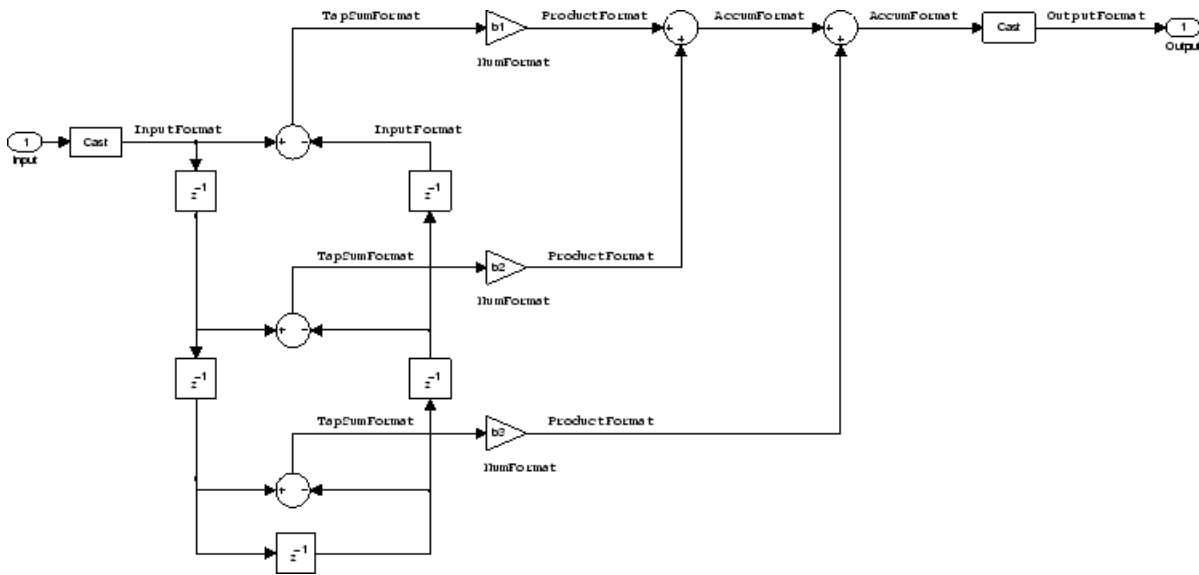 TapSumFormat
b1
ProductFormat
AccumFormat
AccumFormat
Cast
OutputFormat
1
Output
+
+
+
+
NumFormat
1
Input
Cast
InputFormat
+
-
InputFormat
z-1
z-1
TapSumFormat
b2
ProductFormat
NumFormat
+
-
z-1
z-1
TapSumFormat
b3
ProductFormat
NumFormat
+
-
z-1